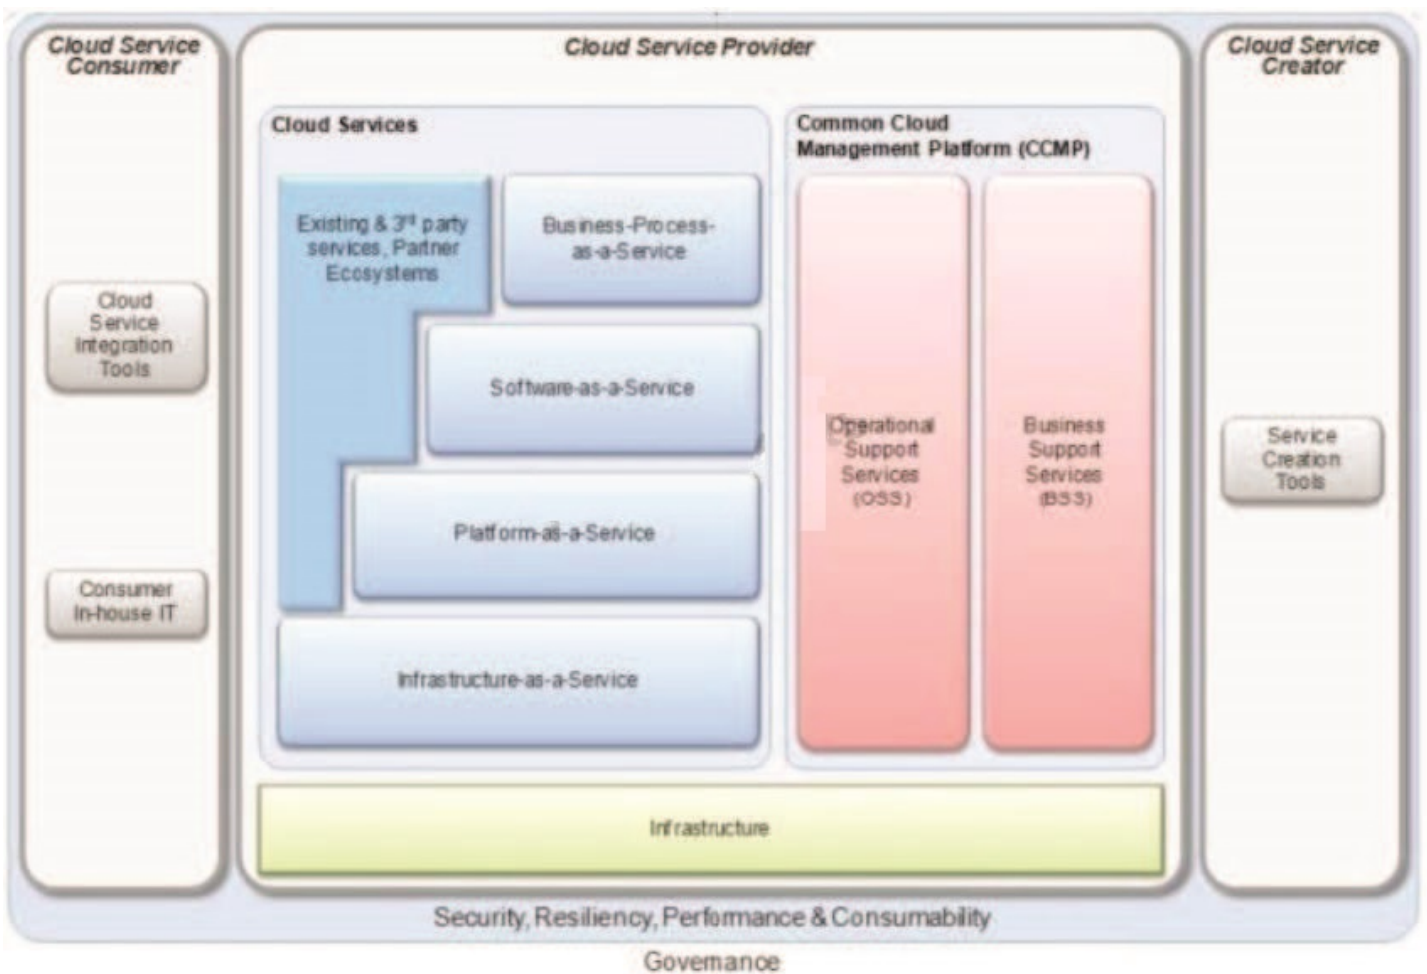 Cloud Service
Consumer
Cloud Service
Integration
Tools
Consumer
In-house IT
Cloud Service Provider
Cloud Services
Existing & 3rd party
services, Partner
Ecosystems
Business-Process-
as-a-Service
Software-as-a-Service
Platform-as-a-Service
Infrastructure-as-a-Service
Common Cloud
Management Platform (CCMP)
Operational
Support
Services
(OSS)
Business
Support
Services
(BSS)
Infrastructure
Cloud Service
Creator
Service
Creation
Tools
Security, Resiliency, Performance & Consumability
Governance